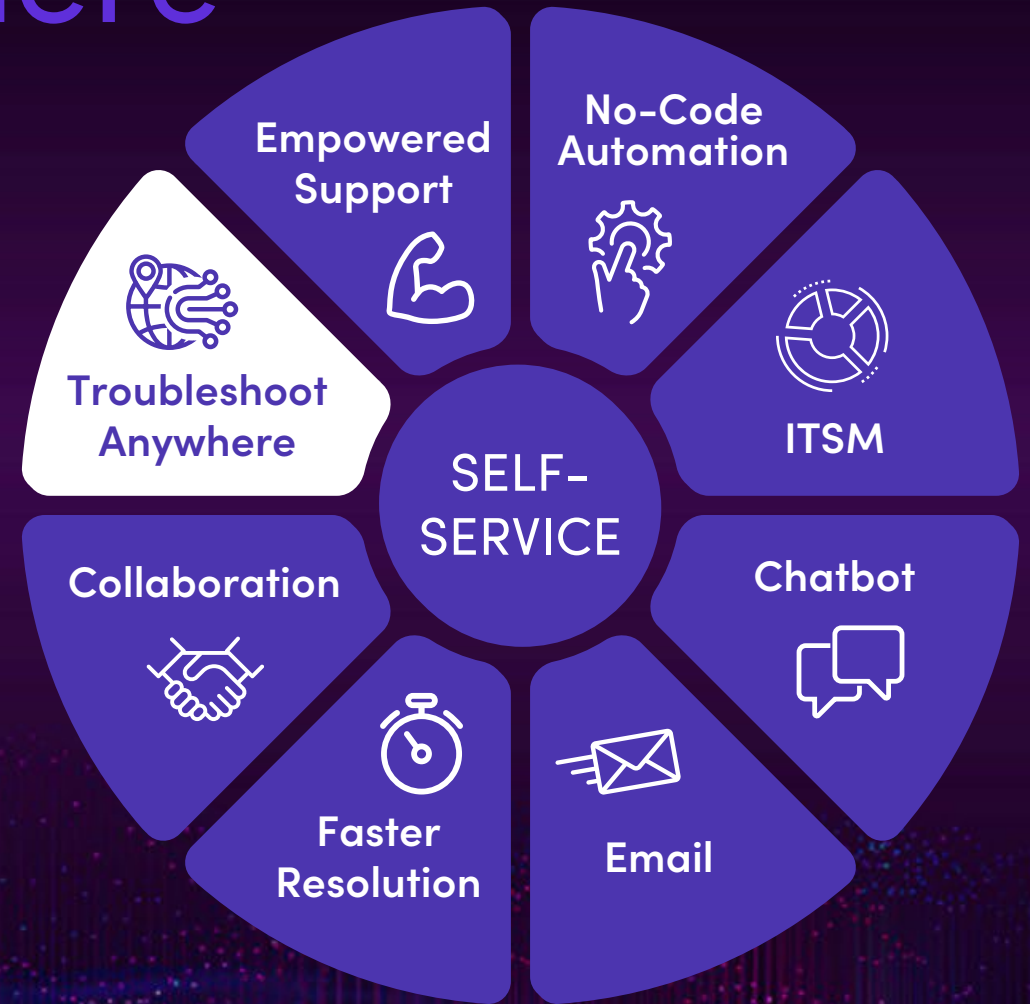 Empowered
Support
No-Code
Automation
Troubleshoot
Anywhere
ITSM
SELF-
SERVICE
Collaboration
Chatbot
Faster
Resolution
Email